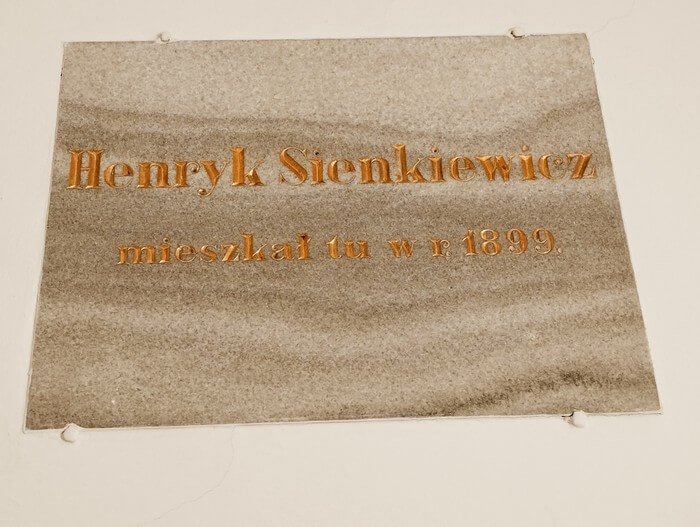 Henryk Sienkiewicz
mieszkał tu w r. 1899.